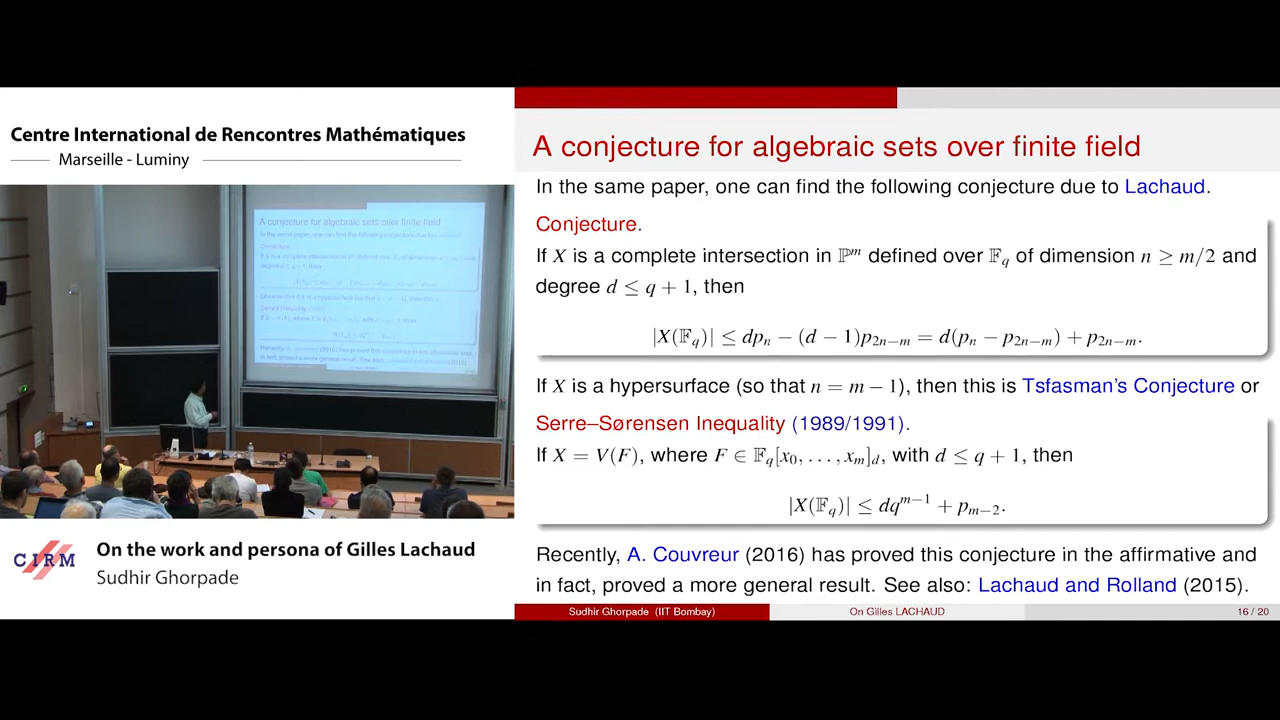 Centre International de Rencontres Mathématiques
Marseille - Luminy
CIRM
On the work and persona of Gilles Lachaud
Sudhir Ghorpade
A conjecture for algebraic sets over finite field
In the same paper, one can find the following conjecture due to Lachaud.
Conjecture.
If X is a complete intersection in ℙ^m defined over 𝔽_q of dimension n ≥ m/2 and
degree d ≤ q + 1, then
|X(𝔽_q)| ≤ dp_n − (d − 1)p_{2n−m} = d(p_n − p_{2n−m}) + p_{2n−m}.
If X is a hypersurface (so that n = m − 1), then this is Tsfasman's Conjecture or
Serre–Sørensen Inequality (1989/1991).
If X = V(F), where F ∈ 𝔽_q[x_0, . . . , x_m]_d, with d ≤ q + 1, then
|X(𝔽_q)| ≤ dq^{m−1} + p_{m−2}.
Recently, A. Couvreur (2016) has proved this conjecture in the affirmative and
in fact, proved a more general result. See also: Lachaud and Rolland (2015).
Sudhir Ghorpade (IIT Bombay)
On Gilles LACHAUD
16 / 20